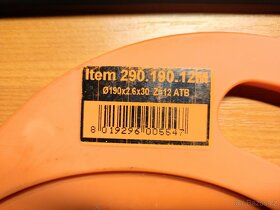 Item 290.190.12M
Ø190x2.6x30 Z=12 ATB
8 019296 005647